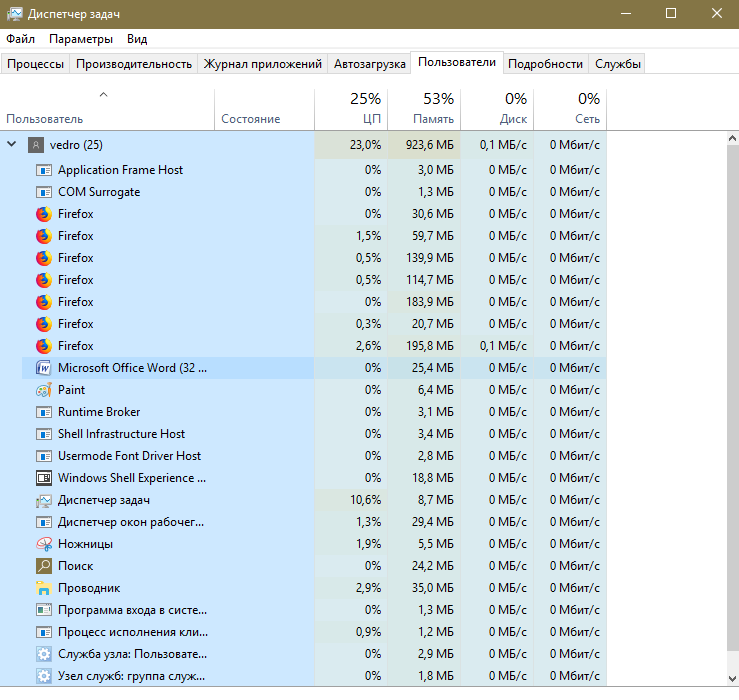 Диспетчер задач
Файл Параметры Вид
Процессы Производительность Журнал приложений Автозагрузка Пользователи Подробности Службы
25% 53% 0% 0%
Пользователь Состояние ЦП Память Диск Сеть
vedro (25) 23,0% 923,6 МБ 0,1 МБ/с 0 Мбит/с
Application Frame Host 0% 3,0 МБ 0 МБ/с 0 Мбит/с
COM Surrogate 0% 1,3 МБ 0 МБ/с 0 Мбит/с
Firefox 0% 30,6 МБ 0 МБ/с 0 Мбит/с
Firefox 1,5% 59,7 МБ 0 МБ/с 0 Мбит/с
Firefox 0,5% 139,9 МБ 0 МБ/с 0 Мбит/с
Firefox 0,5% 114,7 МБ 0 МБ/с 0 Мбит/с
Firefox 0% 183,9 МБ 0 МБ/с 0 Мбит/с
Firefox 0,3% 20,7 МБ 0 МБ/с 0 Мбит/с
Firefox 2,6% 195,8 МБ 0,1 МБ/с 0 Мбит/с
Microsoft Office Word (32 ... 0% 25,4 МБ 0 МБ/с 0 Мбит/с
Paint 0% 6,4 МБ 0 МБ/с 0 Мбит/с
Runtime Broker 0% 3,1 МБ 0 МБ/с 0 Мбит/с
Shell Infrastructure Host 0% 3,4 МБ 0 МБ/с 0 Мбит/с
Usermode Font Driver Host 0% 2,8 МБ 0 МБ/с 0 Мбит/с
Windows Shell Experience ... 0% 18,8 МБ 0 МБ/с 0 Мбит/с
Диспетчер задач 10,6% 8,7 МБ 0 МБ/с 0 Мбит/с
Диспетчер окон рабочег... 1,3% 29,4 МБ 0 МБ/с 0 Мбит/с
Ножницы 1,9% 5,5 МБ 0 МБ/с 0 Мбит/с
Поиск 0% 24,2 МБ 0 МБ/с 0 Мбит/с
Проводник 2,9% 35,0 МБ 0 МБ/с 0 Мбит/с
Программа входа в систе... 0% 1,3 МБ 0 МБ/с 0 Мбит/с
Процесс исполнения кли... 0,9% 1,2 МБ 0 МБ/с 0 Мбит/с
Служба узла: Пользовате... 0% 2,9 МБ 0 МБ/с 0 Мбит/с
Узел служб: группа служ... 0% 1,8 МБ 0 МБ/с 0 Мбит/с